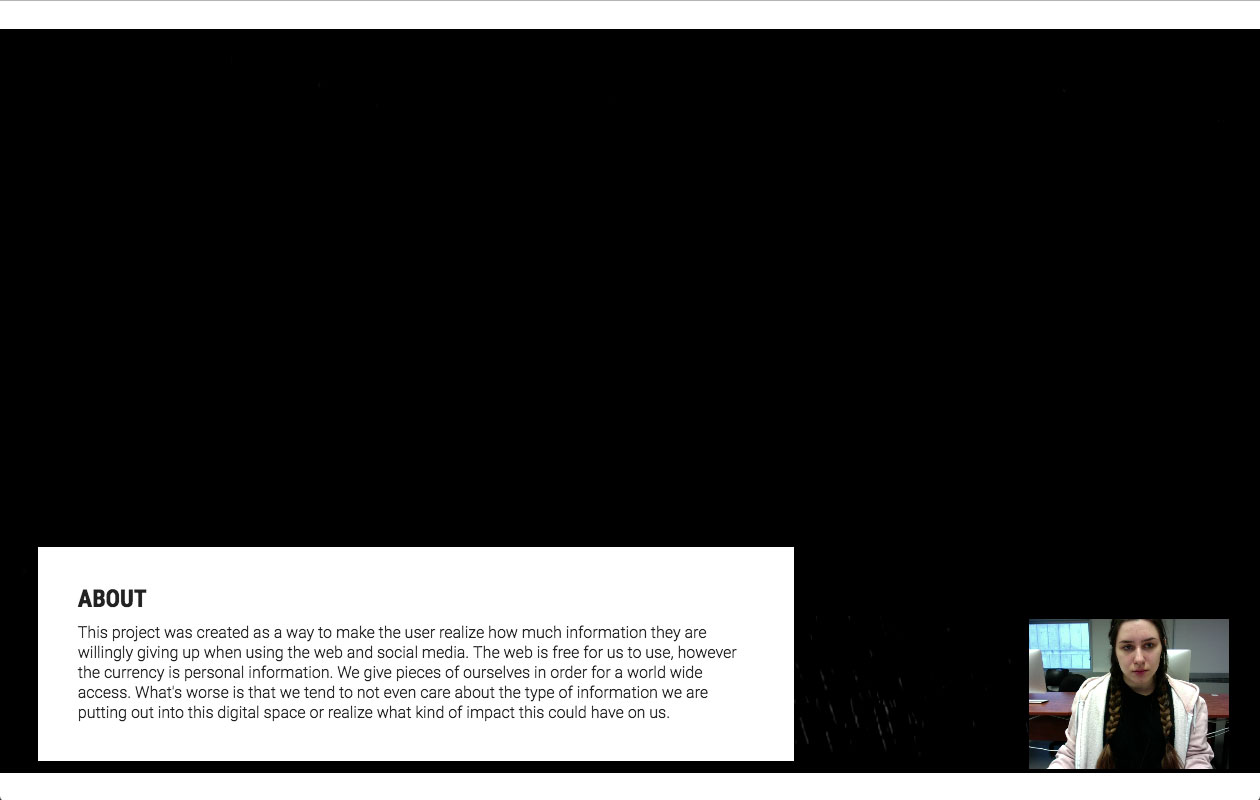 ABOUT
This project was created as a way to make the user realize how much information they are
willingly giving up when using the web and social media. The web is free for us to use, however
the currency is personal information. We give pieces of ourselves in order for a world wide
access. What's worse is that we tend to not even care about the type of information we are
putting out into this digital space or realize what kind of impact this could have on us.